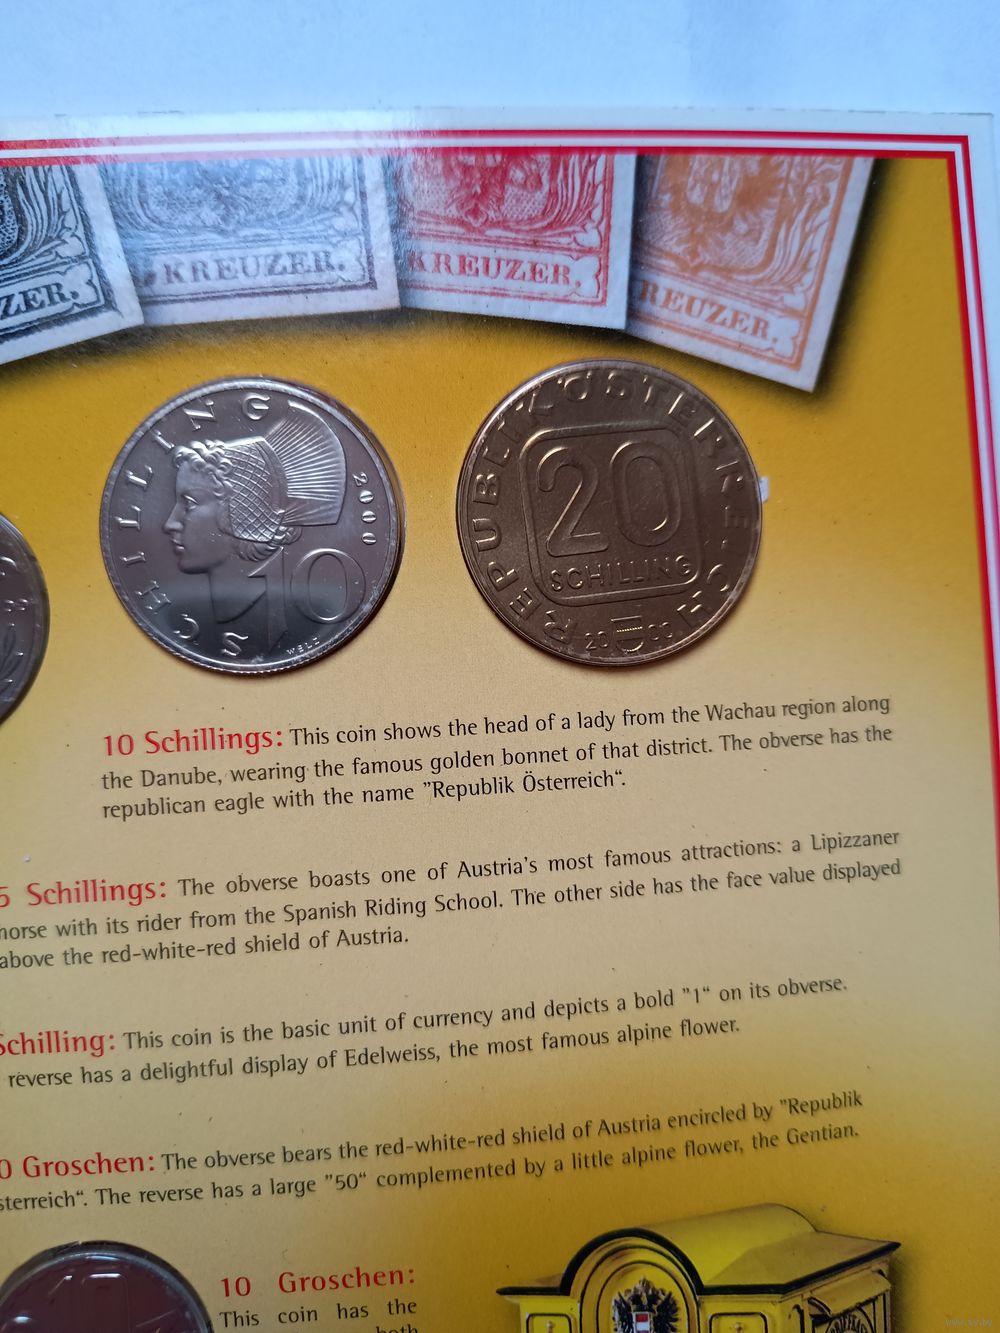 ZER.
KREUZER.
KREUZER.
REUZER.
SCHILLING
2000
10
WELZ
REPUBLIK ÖSTERREICH
20
SCHILLING
2000
10 Schillings: This coin shows the head of a lady from the Wachau region along
the Danube, wearing the famous golden bonnet of that district. The obverse has the
republican eagle with the name "Republik Österreich“.
5 Schillings: The obverse boasts one of Austria's most famous attractions: a Lipizzaner
horse with its rider from the Spanish Riding School. The other side has the face value displayed
above the red-white-red shield of Austria.
Schilling: This coin is the basic unit of currency and depicts a bold "1“ on its obverse.
reverse has a delightful display of Edelweiss, the most famous alpine flower.
0 Groschen: The obverse bears the red-white-red shield of Austria encircled by "Republik
sterreich“. The reverse has a large "50“ complemented by a little alpine flower, the Gentian.
10 Groschen:
This coin has the
both